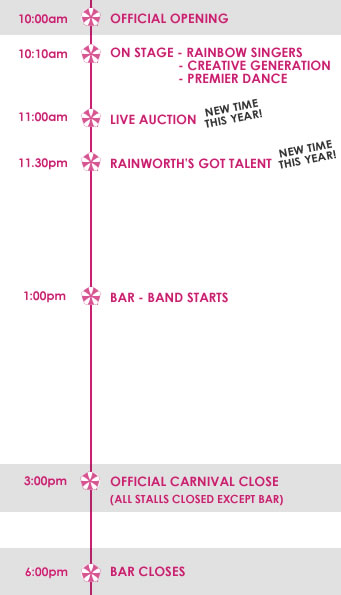 10:00am OFFICIAL OPENING
10:10am ON STAGE - RAINBOW SINGERS
- CREATIVE GENERATION
- PREMIER DANCE
11:00am LIVE AUCTION NEW TIME
THIS YEAR!
11.30pm RAINWORTH'S GOT TALENT NEW TIME
THIS YEAR!
1:00pm BAR - BAND STARTS
3:00pm OFFICIAL CARNIVAL CLOSE
(ALL STALLS CLOSED EXCEPT BAR)
6:00pm BAR CLOSES